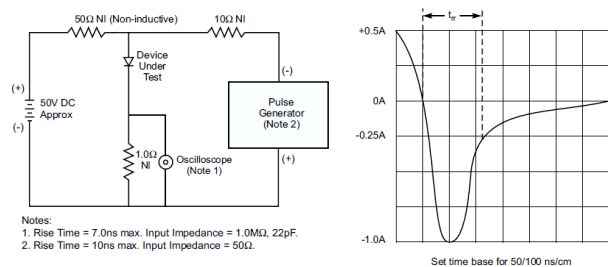 50Ω NI (Non-inductive)
10Ω NI
Device
Under
Test
(+)
50V DC
Approx
(-)
1.0Ω
NI
Oscilloscope
(Note 1)
(-)
Pulse
Generator
(Note 2)
(+)
Notes:
1. Rise Time = 7.0ns max. Input Impedance = 1.0MΩ, 22pF.
2. Rise Time = 10ns max. Input Impedance = 50Ω.
trr
+0.5A
0A
-0.25A
-1.0A
Set time base for 50/100 ns/cm